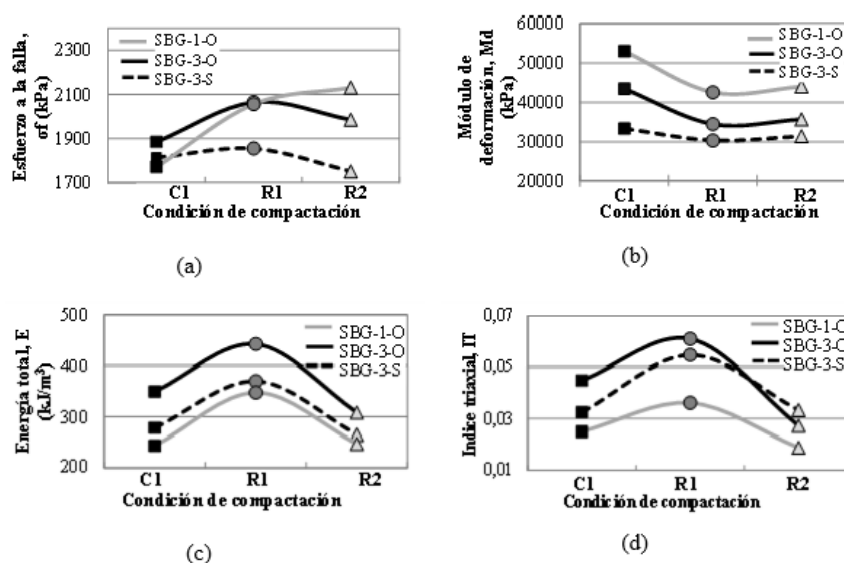 2300
2100
1900
1700
Esfuerzo a la falla,
σf (kPa)
SBG-1-O
SBG-3-O
SBG-3-S
C1 R1 R2
Condición de compactación
(a)
60000
50000
40000
30000
20000
Módulo de
deformación, Md
(kPa)
SBG-1-O
SBG-3-O
SBG-3-S
C1 R1 R2
Condición de compactación
(b)
500
400
300
200
Energía total, E
(kJ/m³)
SBG-1-O
SBG-3-O
SBG-3-S
C1 R1 R2
Condición de compactación
(c)
0,07
0,05
0,03
0,01
Indice triaxial, IT
SBG-1-O
SBG-3-O
SBG-3-S
C1 R1 R2
Condición de compactación
(d)